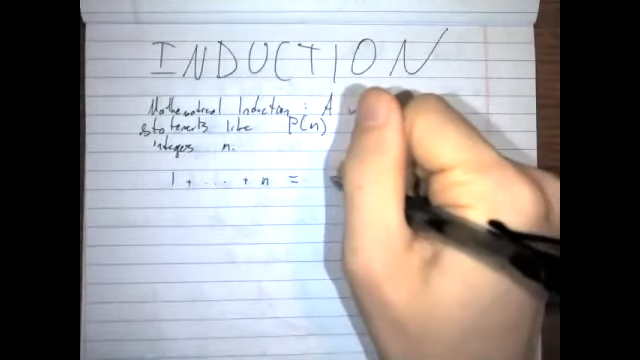 INDUCTION
Mathematical Induction : A
statements like P(n)
integers n.
1 + ... + n =